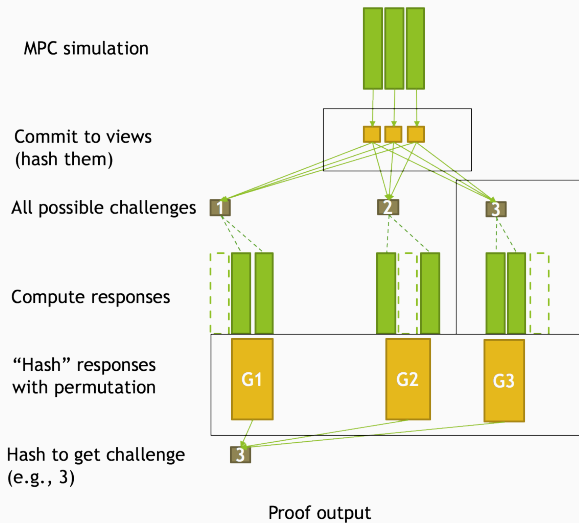 MPC simulation
Commit to views
(hash them)
All possible challenges
1
2
3
Compute responses
“Hash” responses
with permutation
G1
G2
G3
Hash to get challenge
(e.g., 3)
3
Proof output